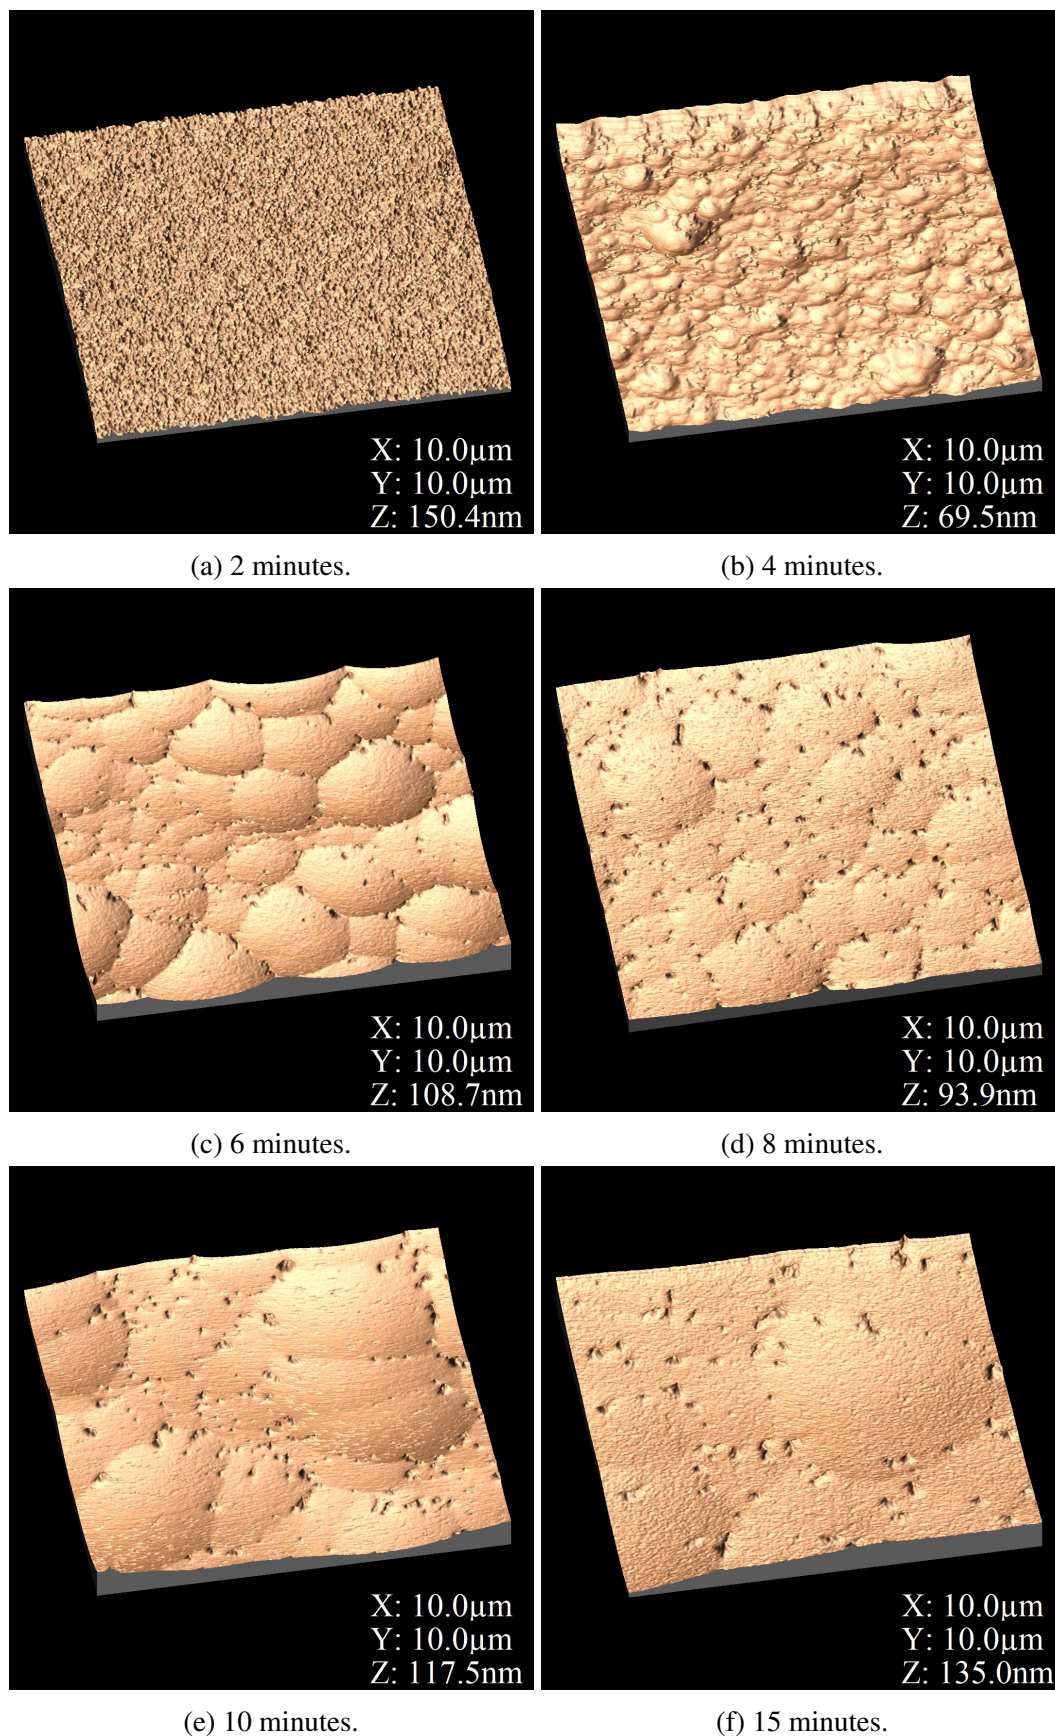 X: 10.0µm
Y: 10.0µm
Z: 150.4nm
(a) 2 minutes.
X: 10.0µm
Y: 10.0µm
Z: 69.5nm
(b) 4 minutes.
X: 10.0µm
Y: 10.0µm
Z: 108.7nm
(c) 6 minutes.
X: 10.0µm
Y: 10.0µm
Z: 93.9nm
(d) 8 minutes.
X: 10.0µm
Y: 10.0µm
Z: 117.5nm
(e) 10 minutes.
X: 10.0µm
Y: 10.0µm
Z: 135.0nm
(f) 15 minutes.